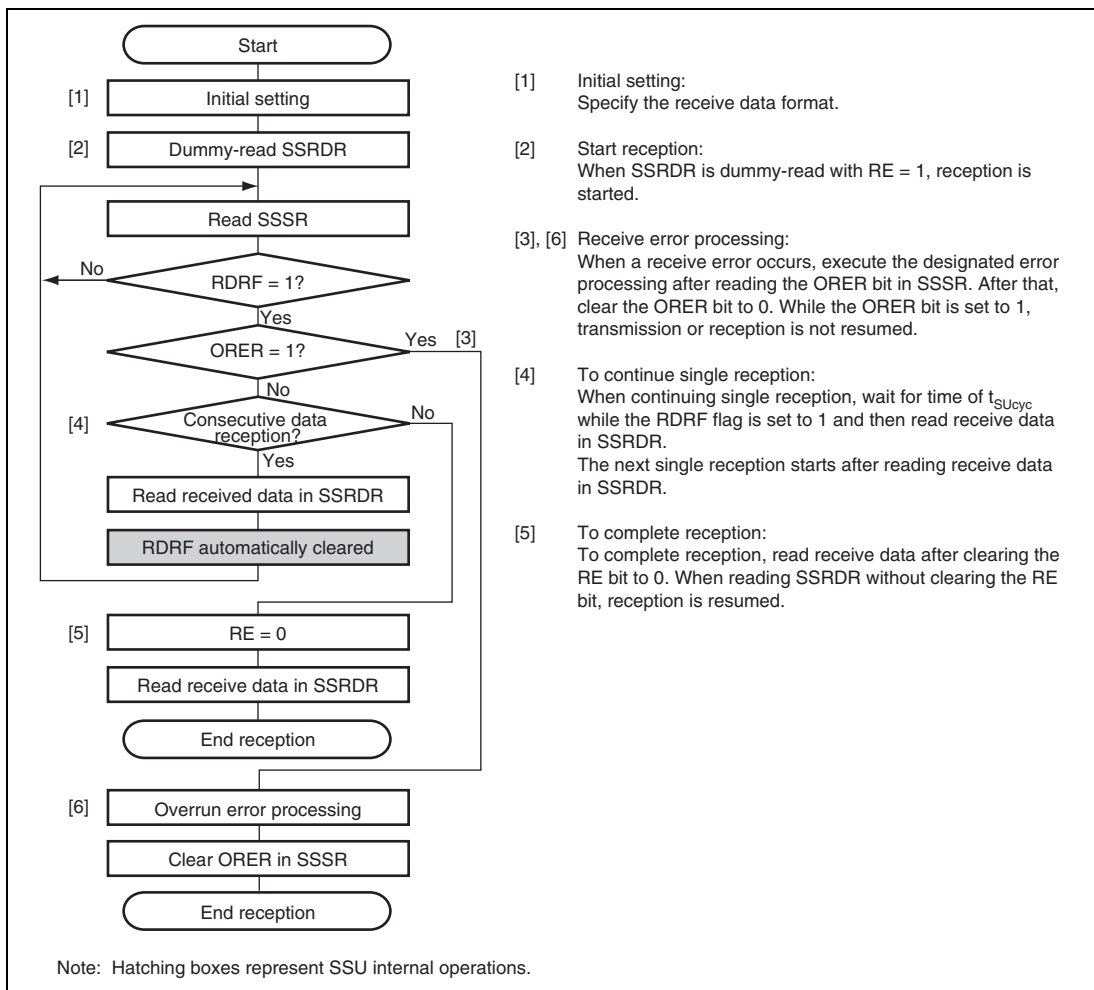 Start
[1] Initial setting
[2] Dummy-read SSRDR
Read SSSR
No
RDRF = 1?
Yes
ORER = 1?
Yes [3]
No
[4] Consecutive data
reception?
No
Yes
Read received data in SSRDR
RDRF automatically cleared
[5] RE = 0
Read receive data in SSRDR
End reception
[6] Overrun error processing
Clear ORER in SSSR
End reception
[1] Initial setting:
Specify the receive data format.
[2] Start reception:
When SSRDR is dummy-read with RE = 1, reception is
started.
[3], [6] Receive error processing:
When a receive error occurs, execute the designated error
processing after reading the ORER bit in SSSR. After that,
clear the ORER bit to 0. While the ORER bit is set to 1,
transmission or reception is not resumed.
[4] To continue single reception:
When continuing single reception, wait for time of tSUcyc
while the RDRF flag is set to 1 and then read receive data
in SSRDR.
The next single reception starts after reading receive data
in SSRDR.
[5] To complete reception:
To complete reception, read receive data after clearing the
RE bit to 0. When reading SSRDR without clearing the RE
bit, reception is resumed.
Note: Hatching boxes represent SSU internal operations.